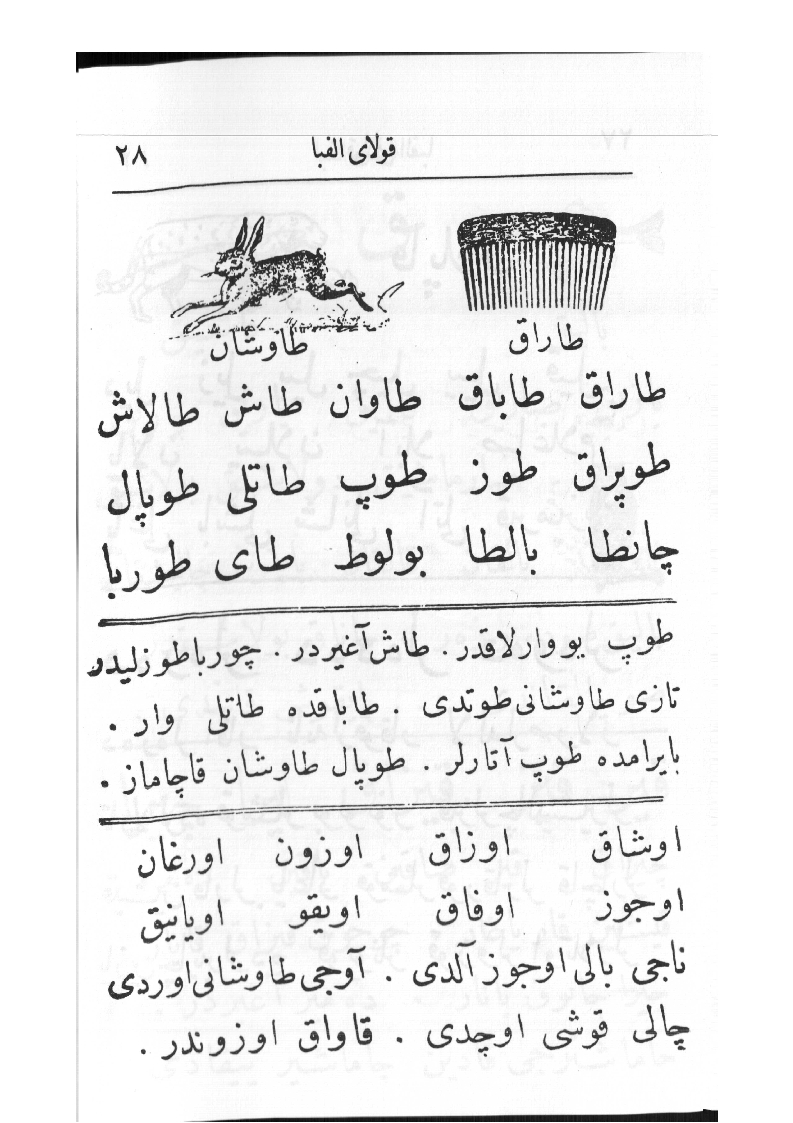 قولای الفبا ٢٨
طاراق طاوشان
طاراق طاباق طاوان طاش طالاش
طوپراق طوز طوپ طاتلی طوپال
چانطا بالطا بولوط طای طوربا
طوپ یووارلاقدر . طاش آغیردر . چورباطوزلیدر
تازی طاوشانی طوتدی . طاباقده طاتلی وار .
بایرامده طوپ آتارلر . طوپال طاوشان قاچاماز .
اوشاق اوزاق اوزون اورغان
اوجوز اوفاق اویقو اویانیق
ناجی بالی اوجوز آلدی . آوجی طاوشانی اوردی
چالی قوشی اوچدی . قاواق اوزوندر .